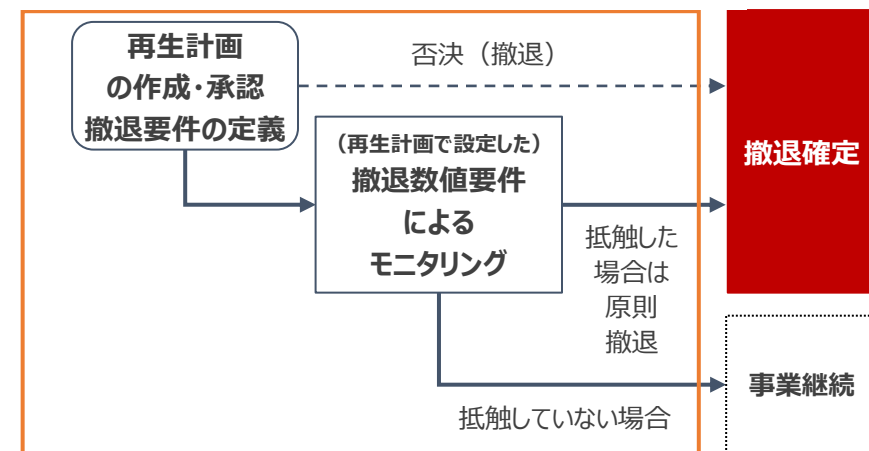 再生計画
の作成・承認
撤退要件の定義
否決（撤退）
（再生計画で設定した）
撤退数値要件
による
モニタリング
撤退確定
抵触した
場合は
原則
撤退
事業継続
抵触していない場合